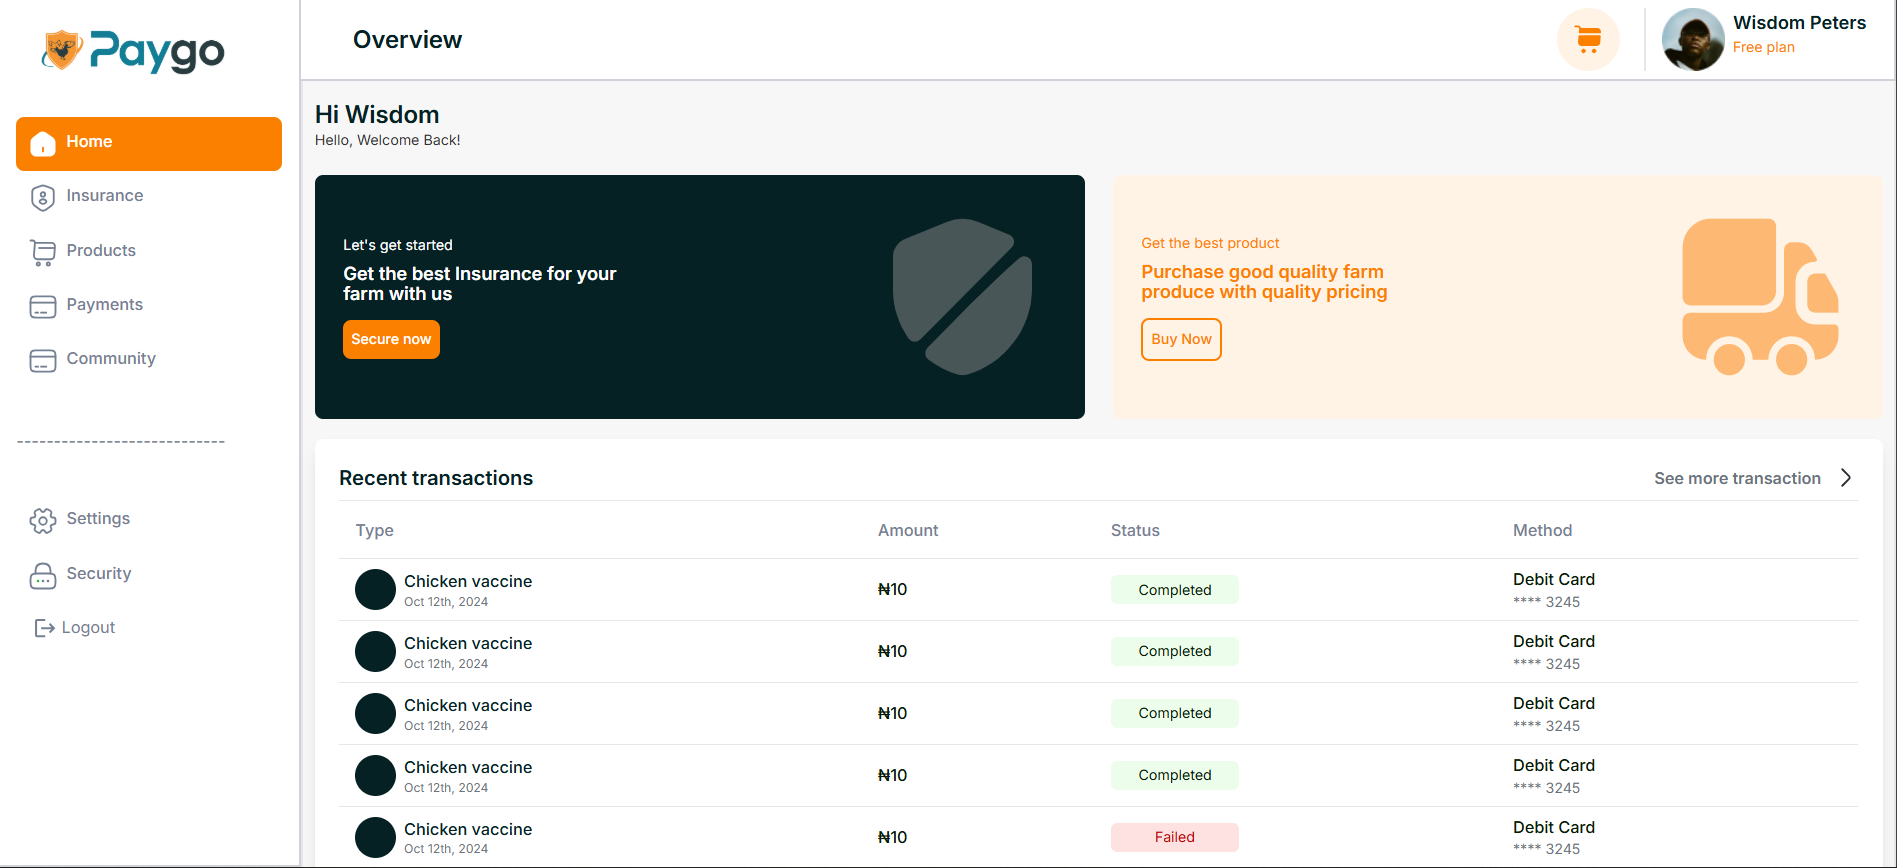 Paygo
Overview
Wisdom Peters
Free plan
Home
Insurance
Products
Payments
Community
Settings
Security
Logout
Hi Wisdom
Hello, Welcome Back!
Let's get started
Get the best Insurance for your
farm with us
Secure now
Get the best product
Purchase good quality farm
produce with quality pricing
Buy Now
Recent transactions
See more transaction
Type Amount Status Method
Chicken vaccine ₦10 Completed Debit Card
Oct 12th, 2024 **** 3245
Chicken vaccine ₦10 Completed Debit Card
Oct 12th, 2024 **** 3245
Chicken vaccine ₦10 Completed Debit Card
Oct 12th, 2024 **** 3245
Chicken vaccine ₦10 Completed Debit Card
Oct 12th, 2024 **** 3245
Chicken vaccine ₦10 Failed Debit Card
Oct 12th, 2024 **** 3245